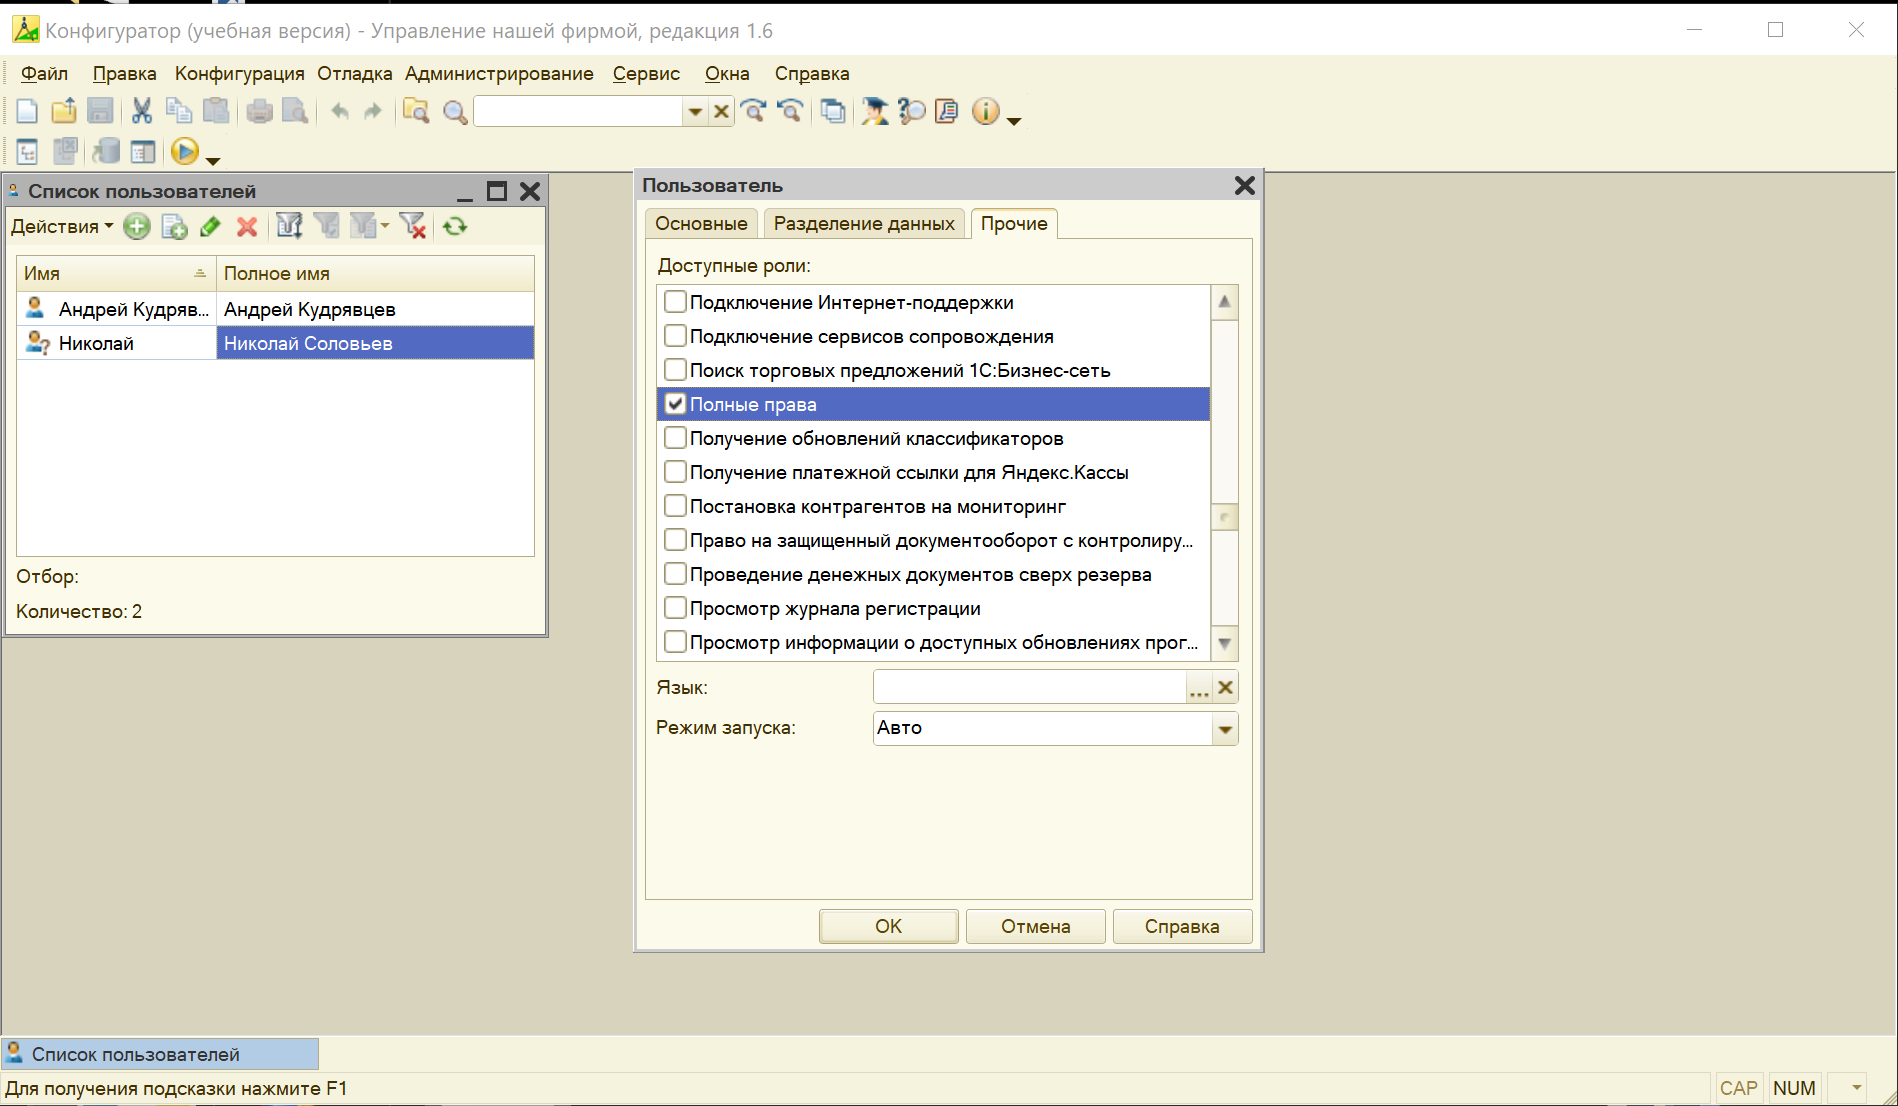 Конфигуратор (учебная версия) - Управление нашей фирмой, редакция 1.6
Файл Правка Конфигурация Отладка Администрирование Сервис Окна Справка
Список пользователей
Действия
Имя Полное имя
Андрей Кудряв... Андрей Кудрявцев
Николай Николай Соловьев
Отбор:
Количество: 2
Пользователь
Основные Разделение данных Прочие
Доступные роли:
Подключение Интернет-поддержки
Подключение сервисов сопровождения
Поиск торговых предложений 1С:Бизнес-сеть
Полные права
Получение обновлений классификаторов
Получение платежной ссылки для Яндекс.Кассы
Постановка контрагентов на мониторинг
Право на защищенный документооборот с контролиру...
Проведение денежных документов сверх резерва
Просмотр журнала регистрации
Просмотр информации о доступных обновлениях прог...
Язык: ...
Режим запуска: Авто
ОК Отмена Справка
Список пользователей
Для получения подсказки нажмите F1 CAP NUM